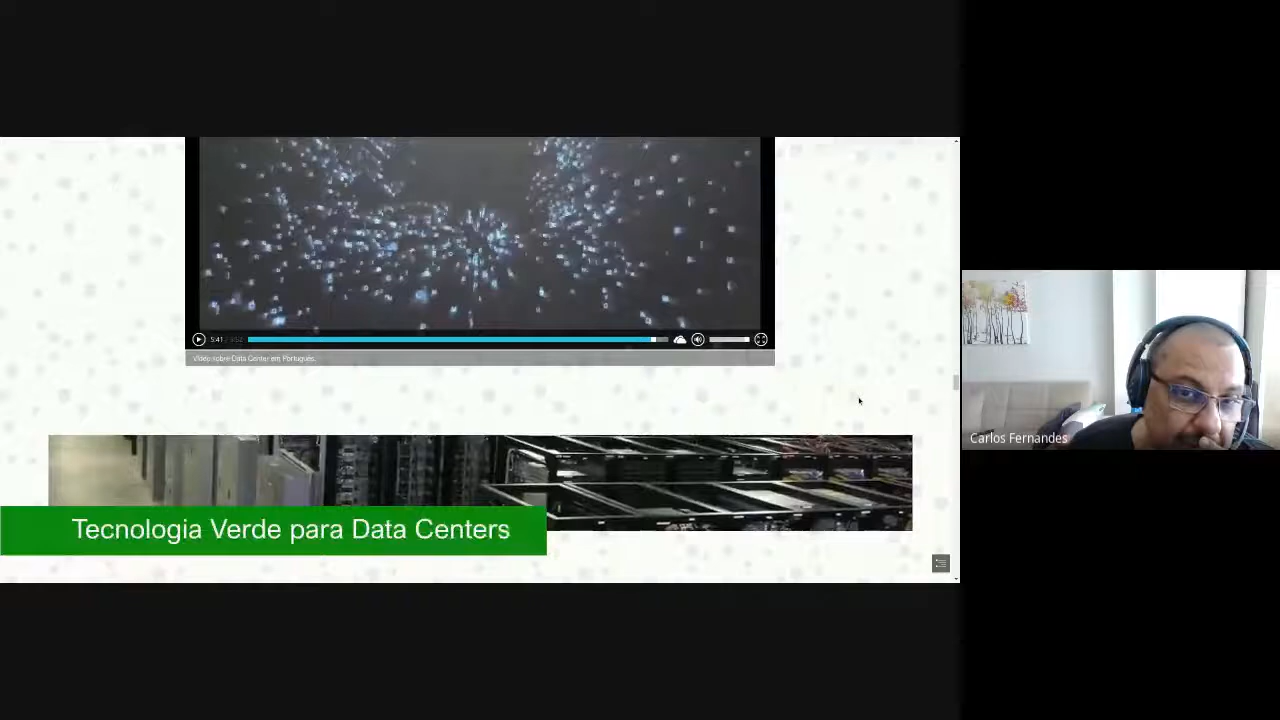 5:41
Vídeo sobre Data Center em Português.
Carlos Fernandes
Tecnologia Verde para Data Centers